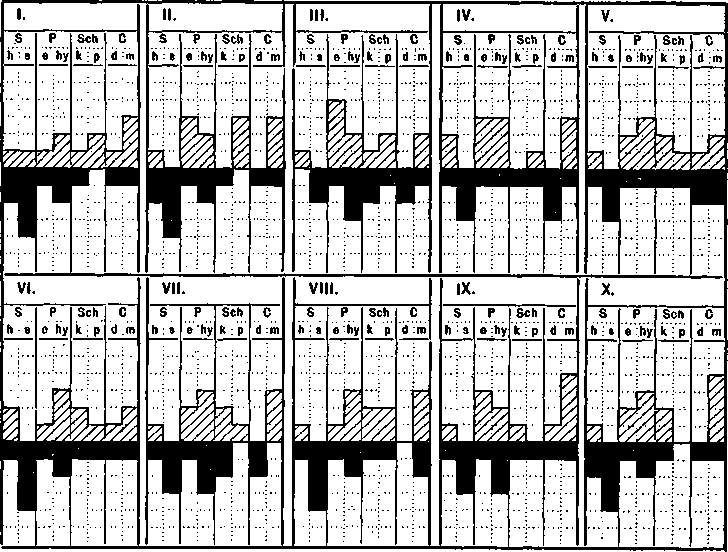 I. II. III. IV. V.
S P Sch C S P Sch C S P Sch C S P Sch C S P Sch C
h s e hy k p d m h s e hy k p d m h s e hy k p d m h s e hy k p d m h s e hy k p d m
VI. VII. VIII. IX. X.
S P Sch C S P Sch C S P Sch C S P Sch C S P Sch C
h s e hy k p d m h s e hy k p d m h s e hy k p d m h s e hy k p d m h s e hy k p d m